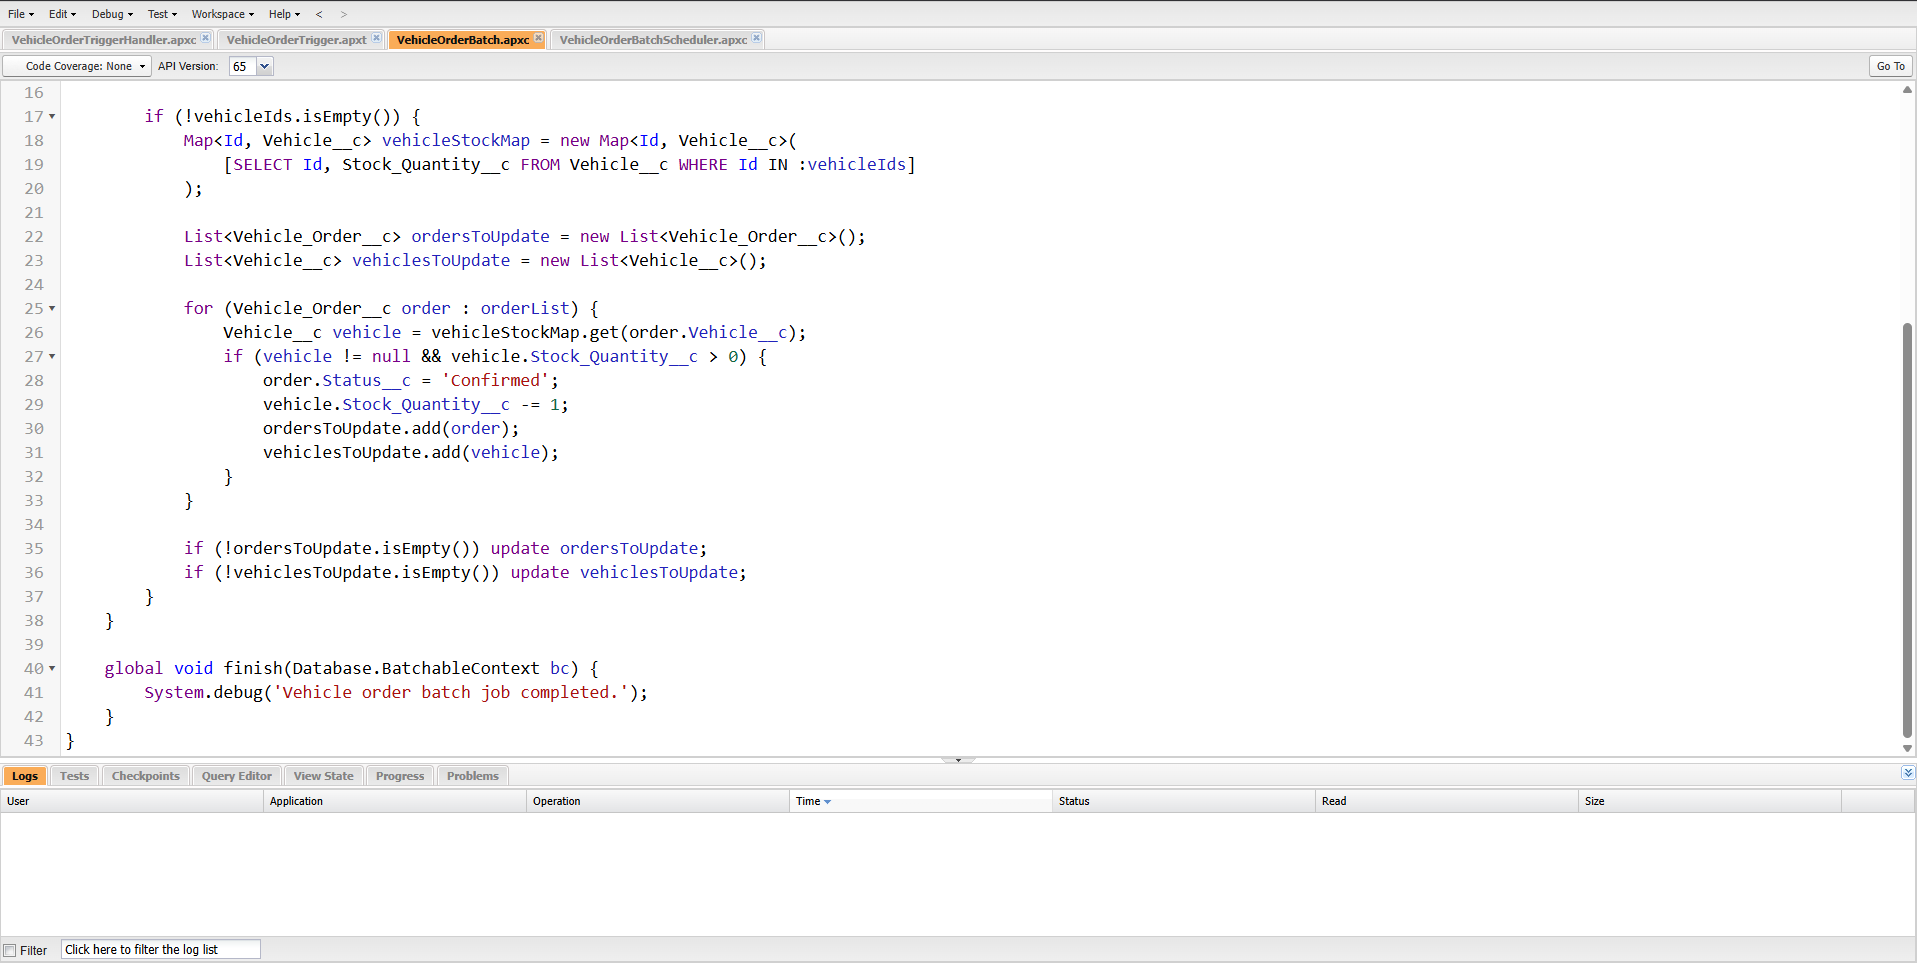 File Edit Debug Test Workspace Help < >
VehicleOrderTriggerHandler.apxc VehicleOrderTrigger.apxt VehicleOrderBatch.apxc VehicleOrderBatchScheduler.apxc
Code Coverage: None API Version: 65 Go To
16
17 if (!vehicleIds.isEmpty()) {
18 Map<Id, Vehicle__c> vehicleStockMap = new Map<Id, Vehicle__c>(
19 [SELECT Id, Stock_Quantity__c FROM Vehicle__c WHERE Id IN :vehicleIds]
20 );
21
22 List<Vehicle_Order__c> ordersToUpdate = new List<Vehicle_Order__c>();
23 List<Vehicle__c> vehiclesToUpdate = new List<Vehicle__c>();
24
25 for (Vehicle_Order__c order : orderList) {
26 Vehicle__c vehicle = vehicleStockMap.get(order.Vehicle__c);
27 if (vehicle != null && vehicle.Stock_Quantity__c > 0) {
28 order.Status__c = 'Confirmed';
29 vehicle.Stock_Quantity__c -= 1;
30 ordersToUpdate.add(order);
31 vehiclesToUpdate.add(vehicle);
32 }
33 }
34
35 if (!ordersToUpdate.isEmpty()) update ordersToUpdate;
36 if (!vehiclesToUpdate.isEmpty()) update vehiclesToUpdate;
37 }
38 }
39
40 global void finish(Database.BatchableContext bc) {
41 System.debug('Vehicle order batch job completed.');
42 }
43 }
Logs Tests Checkpoints Query Editor View State Progress Problems
User Application Operation Time Status Read Size
Filter Click here to filter the log list